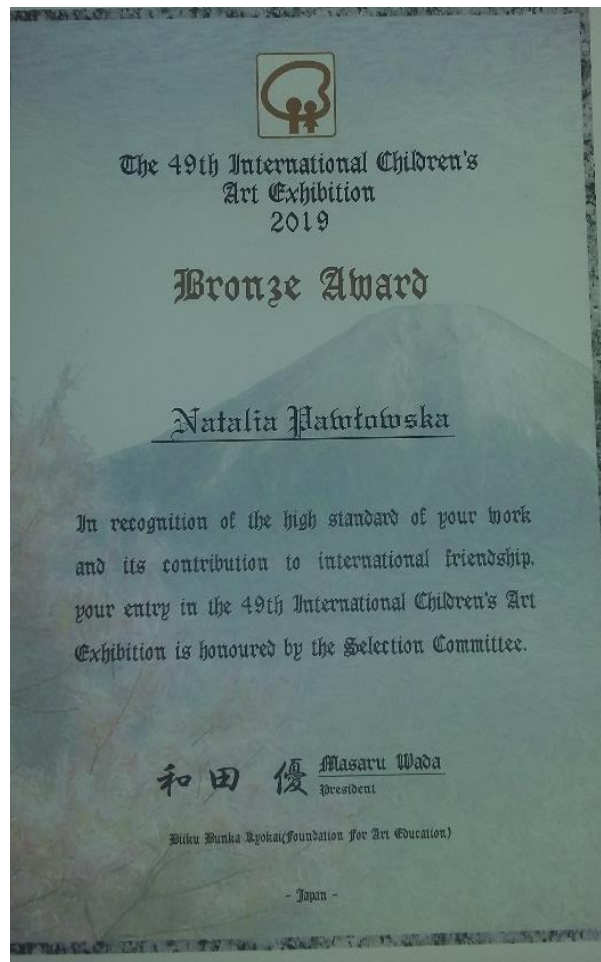 The 49th International Children's
Art Exhibition
2019
Bronze Award
Natalia Pawłowska
In recognition of the high standard of your work
and its contribution to international friendship,
your entry in the 49th International Children's Art
Exhibition is honoured by the Selection Committee.
和田 優 Masaru Wada
President
Biiku Bunka Kyokai(Foundation For Art Education)
- Japan -